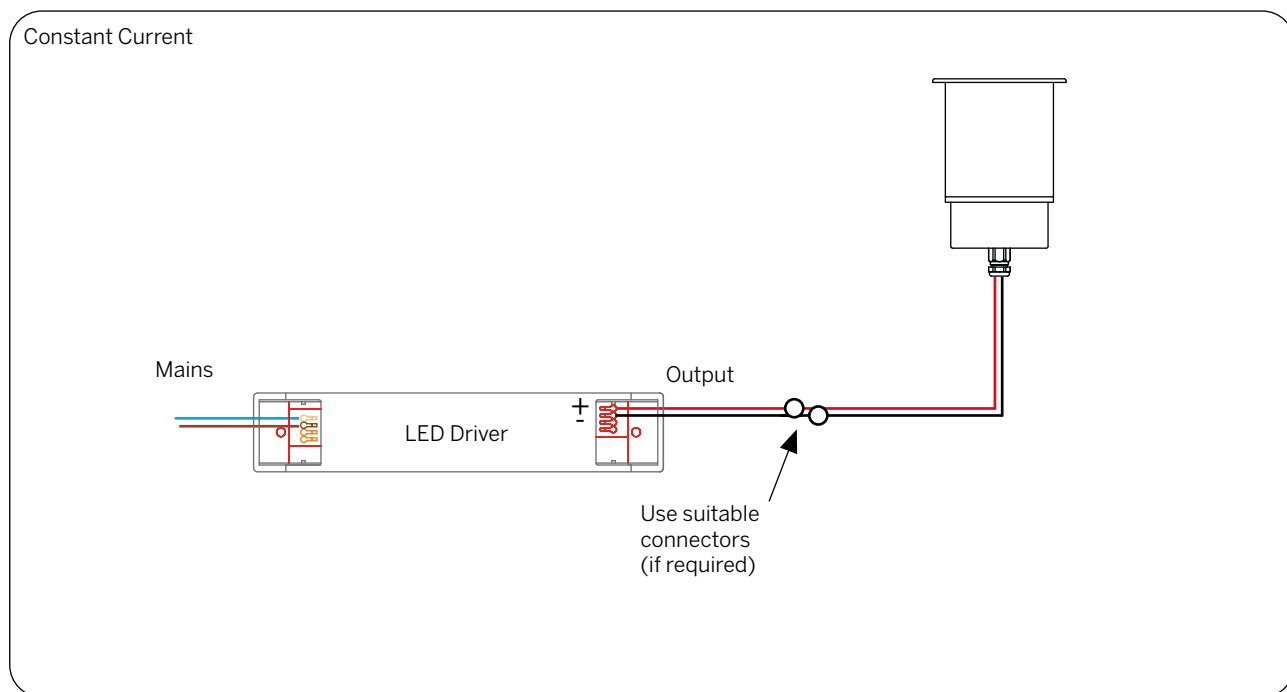 Constant Current
Mains
Output
+
-
LED Driver
Use suitable
connectors
(if required)